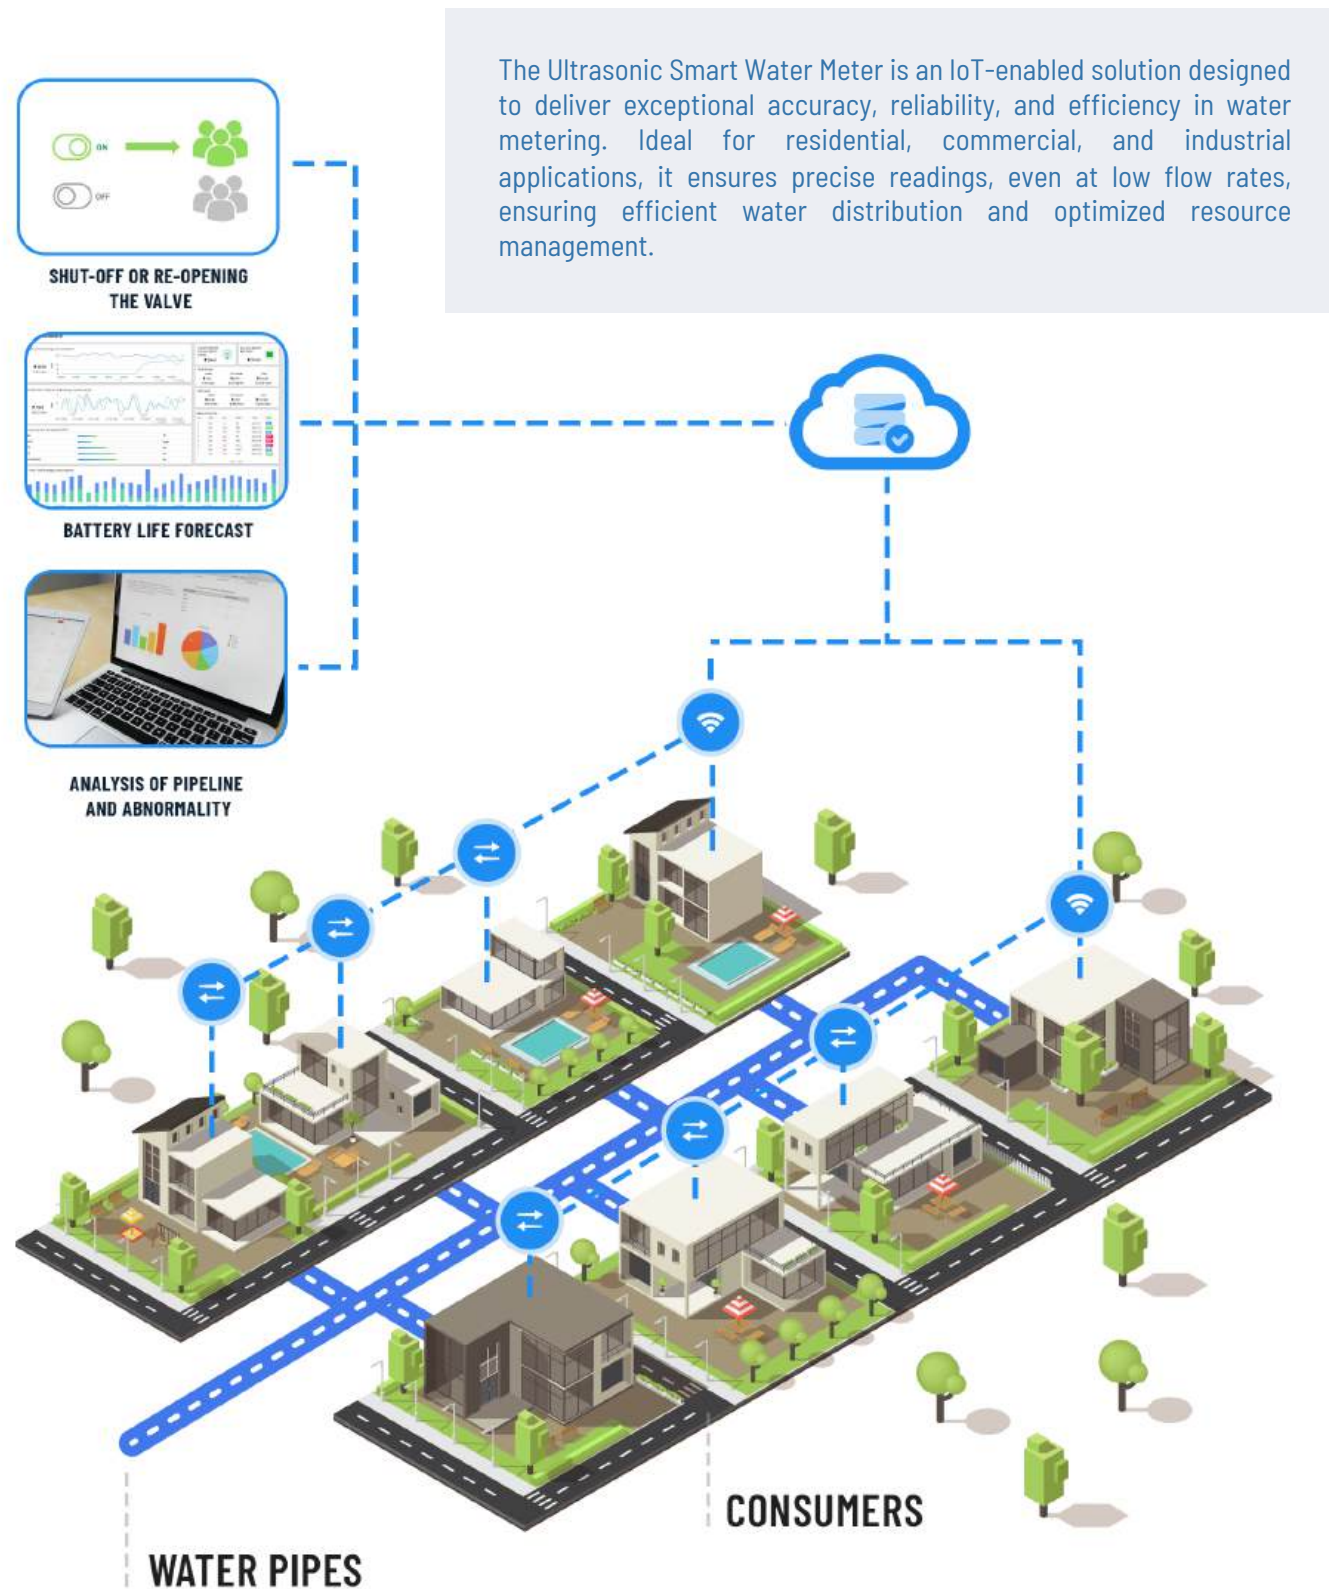 The Ultrasonic Smart Water Meter is an IoT-enabled solution designed
to deliver exceptional accuracy, reliability, and efficiency in water
metering. Ideal for residential, commercial, and industrial
applications, it ensures precise readings, even at low flow rates,
ensuring efficient water distribution and optimized resource
management.
ON
OFF
SHUT-OFF OR RE-OPENING
THE VALVE
BATTERY LIFE FORECAST
ANALYSIS OF PIPELINE
AND ABNORMALITY
CONSUMERS
WATER PIPES